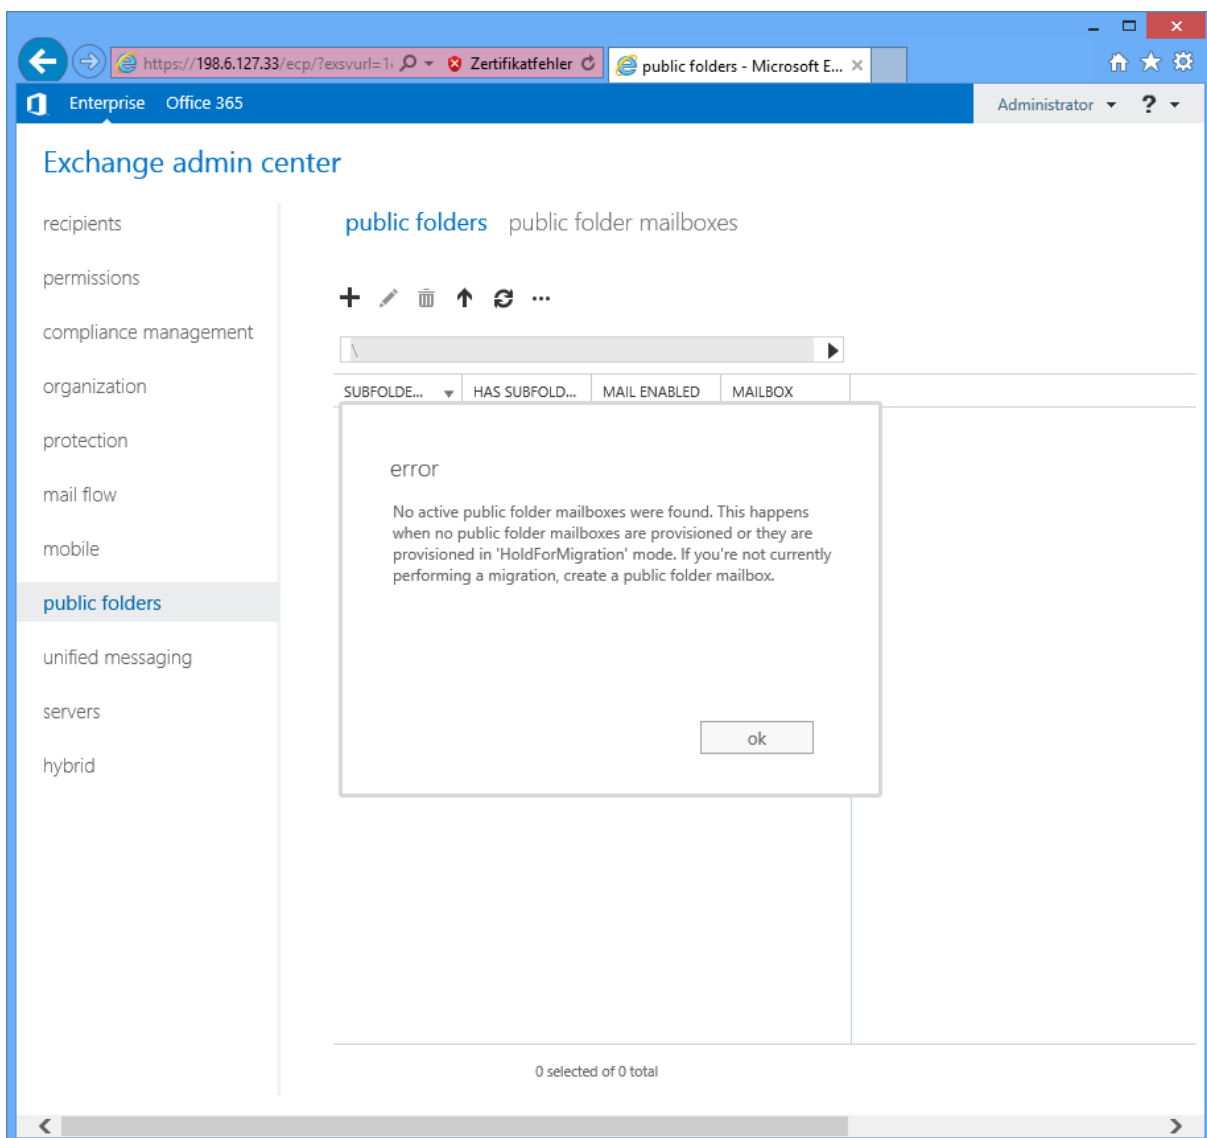 https://198.6.127.33/ecp/?exsvurl=1
Zertifikatfehler
public folders - Microsoft E...
Enterprise Office 365
Administrator ?
Exchange admin center
recipients
permissions
compliance management
organization
protection
mail flow
mobile
public folders
unified messaging
servers
hybrid
public folders public folder mailboxes
\
SUBFOLDE... HAS SUBFOLD... MAIL ENABLED MAILBOX
error
No active public folder mailboxes were found. This happens
when no public folder mailboxes are provisioned or they are
provisioned in 'HoldForMigration' mode. If you're not currently
performing a migration, create a public folder mailbox.
ok
0 selected of 0 total